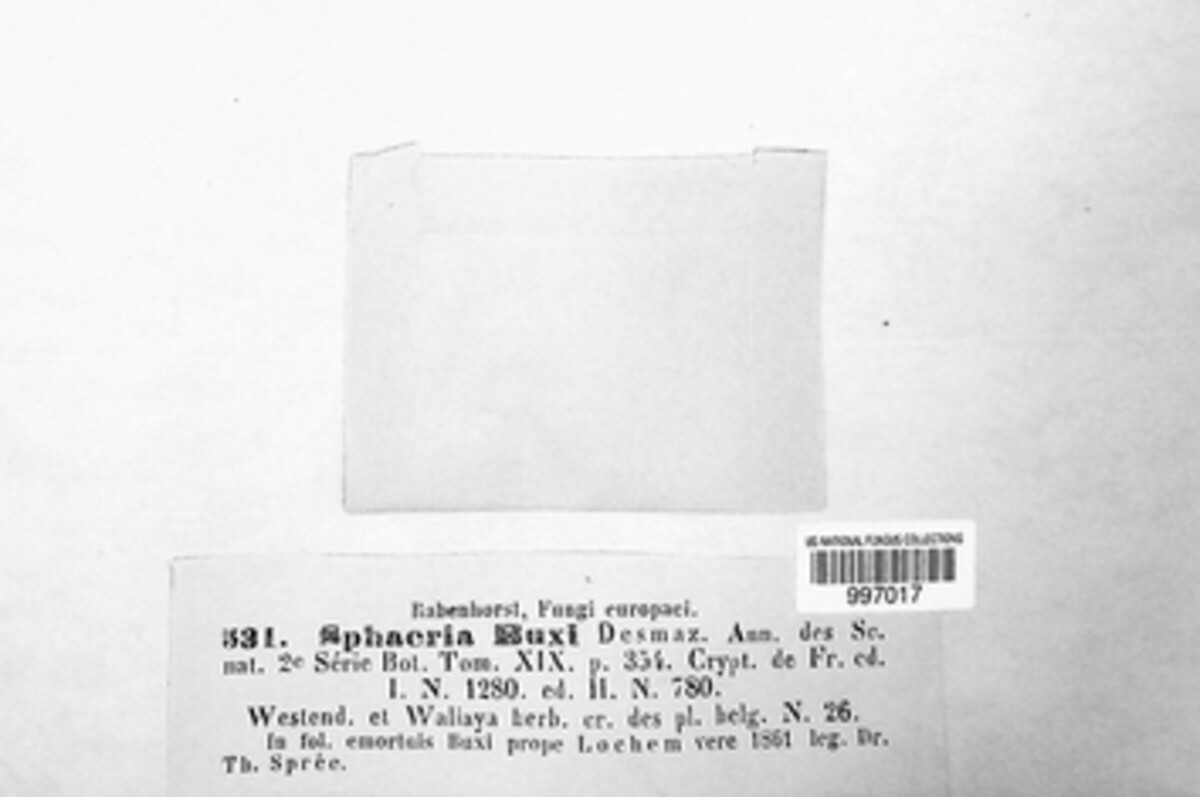 US NATIONAL FUNGUS COLLECTIONS
997017
Rabenhorst, Fungi europaei.
531. Sphaeria Buxi Desmaz. Ann. des Sc.
nat. 2e Série Bot. Tom. XIX. p. 354. Crypt. de Fr. ed.
I. N. 1280. ed. II. N. 780.
Westend. et Wallaya herb. cr. des pl. belg. N. 26.
In fol. emortuis Buxi prope Lochem vere 1861 leg. Dr.
Th. Sprée.